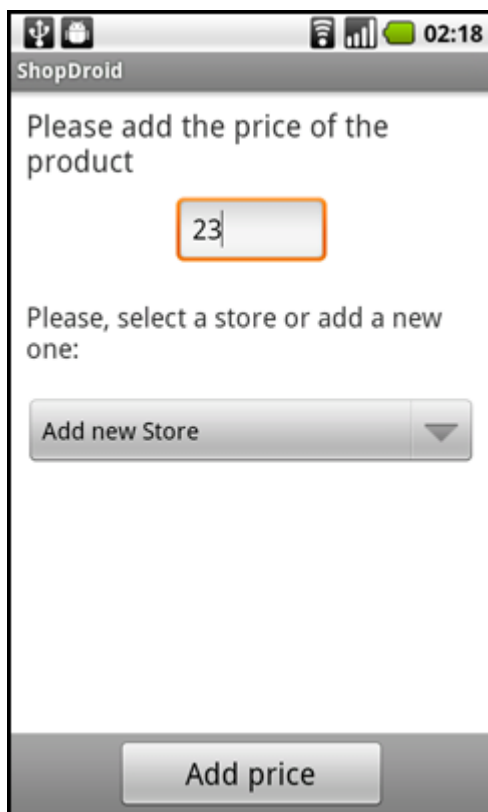 02:18
ShopDroid
Please add the price of the
product
23
Please, select a store or add a new
one:
Add new Store
Add price